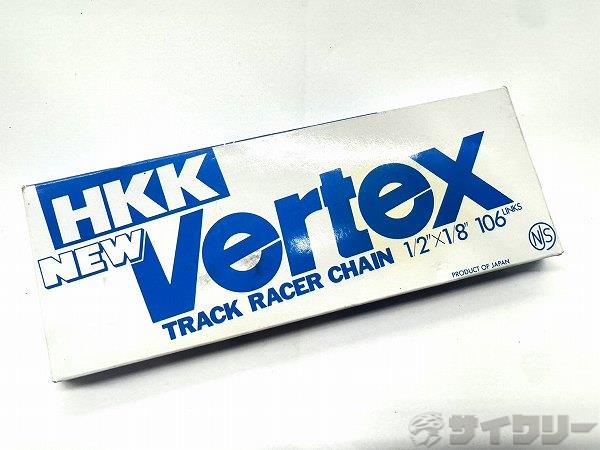 HKK
NEW Vertex
TRACK RACER CHAIN 1/2"×1/8" 106 LINKS
NJS
PRODUCT OF JAPAN
サイクリー